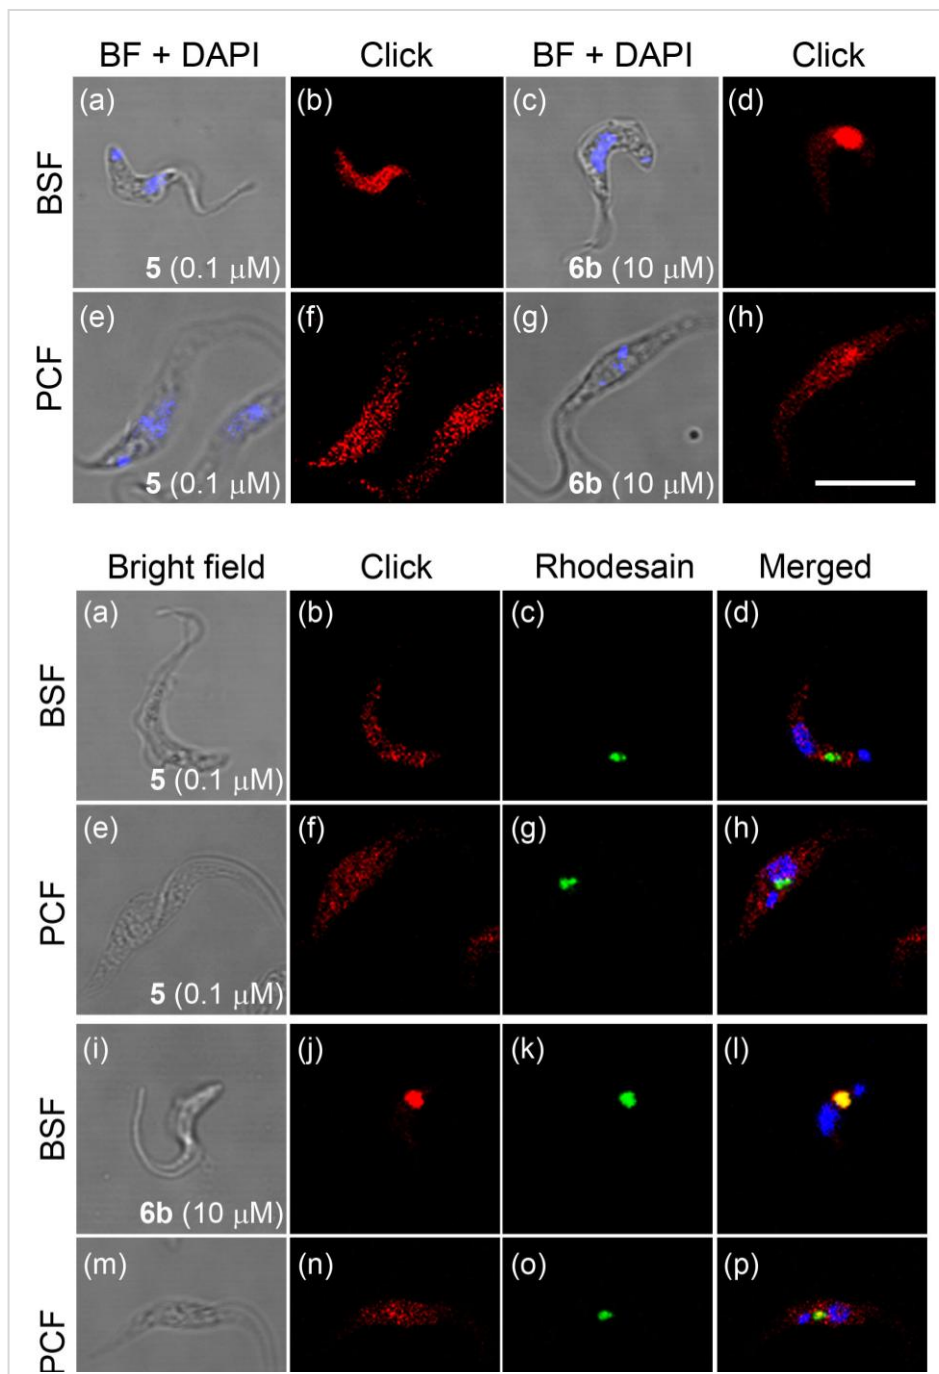 BF + DAPI Click BF + DAPI Click
BSF (a) (b) (c) (d)
5 (0.1 μM) 6b (10 μM)
PCF (e) (f) (g) (h)
5 (0.1 μM) 6b (10 μM)
Bright field Click Rhodesain Merged
BSF (a) (b) (c) (d)
5 (0.1 μM)
PCF (e) (f) (g) (h)
5 (0.1 μM)
BSF (i) (j) (k) (l)
6b (10 μM)
PCF (m) (n) (o) (p)